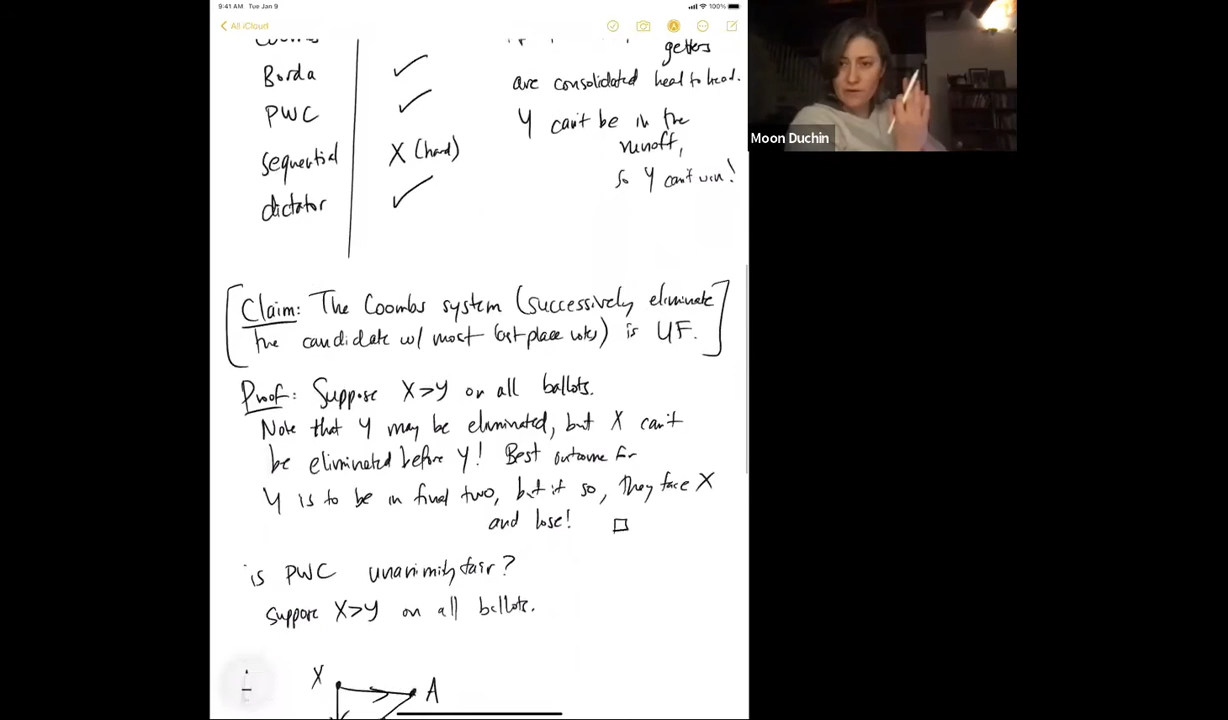 9:41 AM Tue Jan 9
100%
All iCloud
Coombs
Borda ✓
PWC ✓
sequential X (hard)
dictator ✓
getters
are consolidated head to head.
Y can't be in the
runoff,
so Y can't win!
[Claim: The Coombs system (successively eliminate
the candidate w/ most last place votes) is UF.]
Proof: Suppose X>Y on all ballots.
Note that Y may be eliminated, but X can't
be eliminated before Y! Best outcome for
Y is to be in final two, but if so, they face X
and lose! □
is PWC unanimity fair?
suppose X>Y on all ballots.
X
A
Moon Duchin